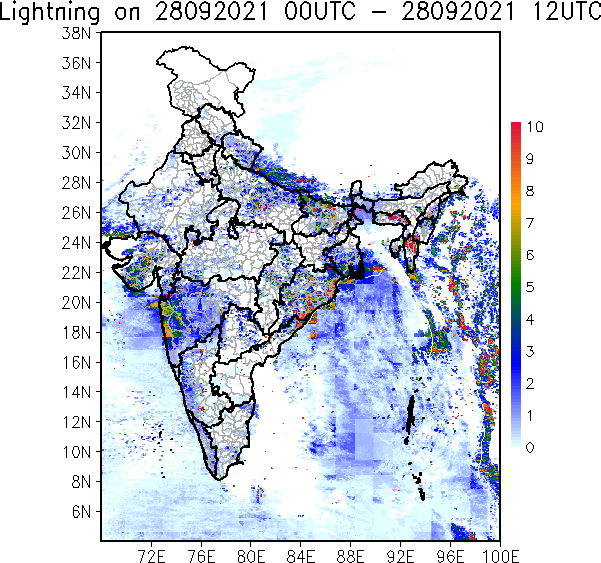 Lightning on 28092021 00UTC – 28092021 12UTC
38N
36N
34N
32N
30N
28N
26N
24N
22N
20N
18N
16N
14N
12N
10N
8N
6N
72E 76E 80E 84E 88E 92E 96E 100E
10
9
8
7
6
5
4
3
2
1
0